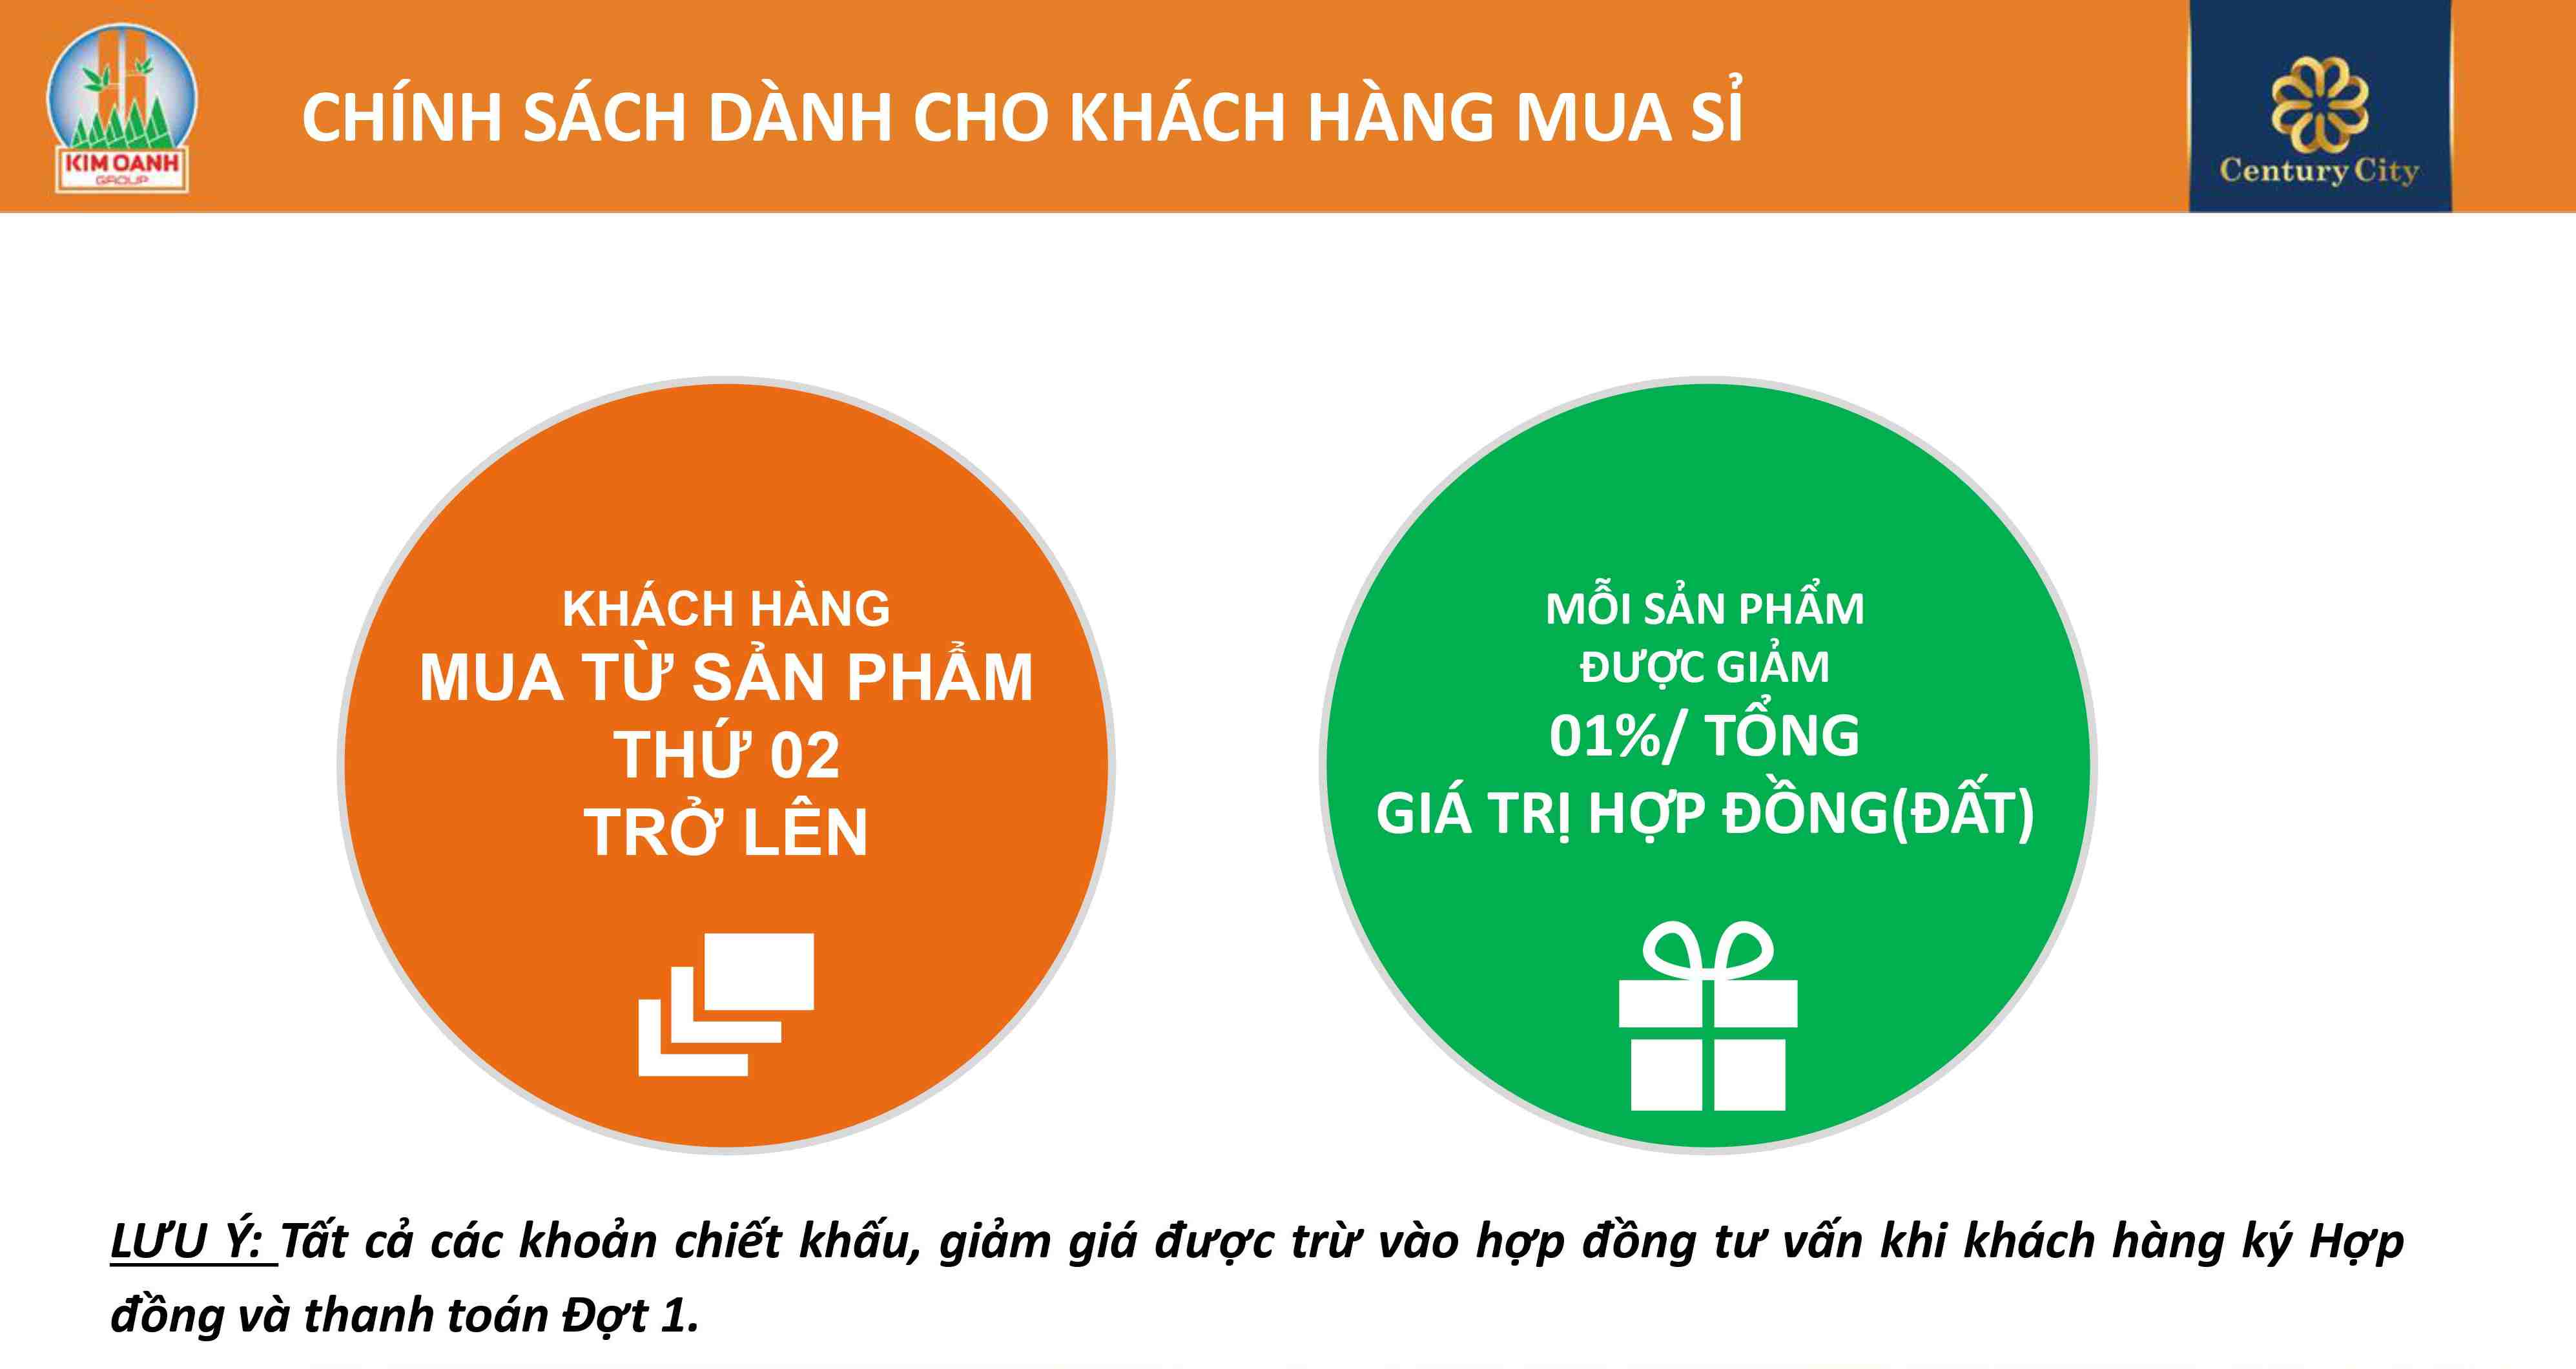 KIM OANH
GROUP
CHÍNH SÁCH DÀNH CHO KHÁCH HÀNG MUA SỈ
Century City
KHÁCH HÀNG
MUA TỪ SẢN PHẨM
THỨ 02
TRỞ LÊN
MỖI SẢN PHẨM
ĐƯỢC GIẢM
01%/ TỔNG
GIÁ TRỊ HỢP ĐỒNG(ĐẤT)
LƯU Ý: Tất cả các khoản chiết khấu, giảm giá được trừ vào hợp đồng tư vấn khi khách hàng ký Hợp
đồng và thanh toán Đợt 1.